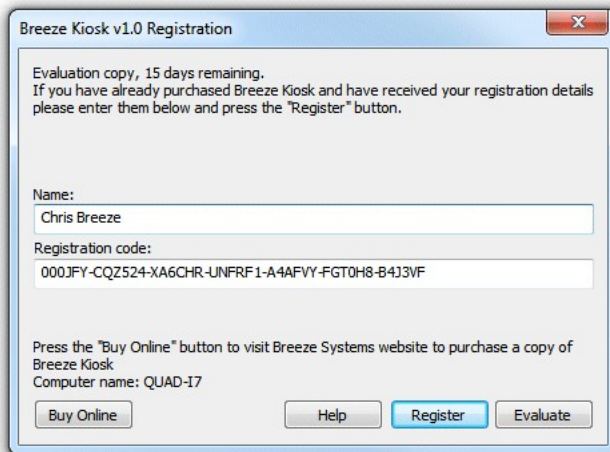 Breeze Kiosk v1.0 Registration
Evaluation copy, 15 days remaining.
If you have already purchased Breeze Kiosk and have received your registration details
please enter them below and press the "Register" button.
Name:
Chris Breeze
Registration code:
000JFY-CQZ524-XA6CHR-UNFRF1-A4AFVY-FGT0H8-B4J3VF
Press the "Buy Online" button to visit Breeze Systems website to purchase a copy of
Breeze Kiosk
Computer name: QUAD-I7
Buy Online Help Register Evaluate